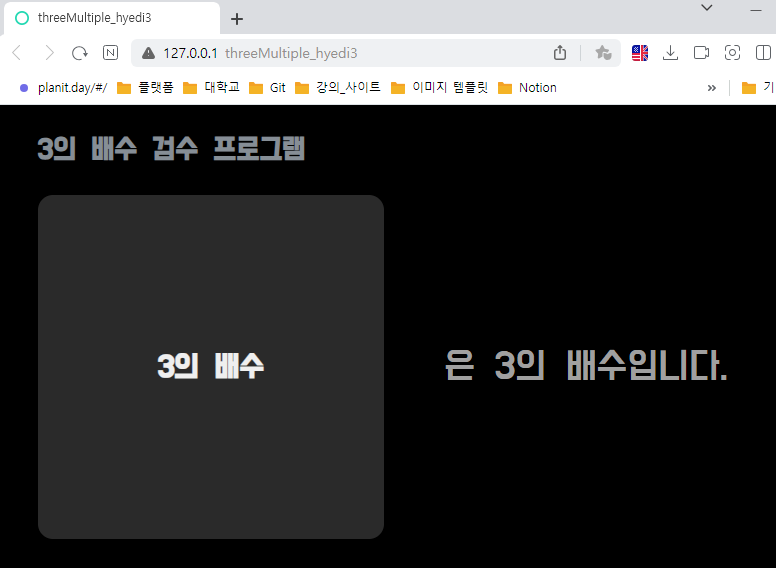 threeMultiple_hyedi3
127.0.0.1 threeMultiple_hyedi3
planit.day/#/ 플랫폼 대학교 Git 강의_사이트 이미지 템플릿 Notion » 기
3의 배수 검수 프로그램
3의 배수
은 3의 배수입니다.